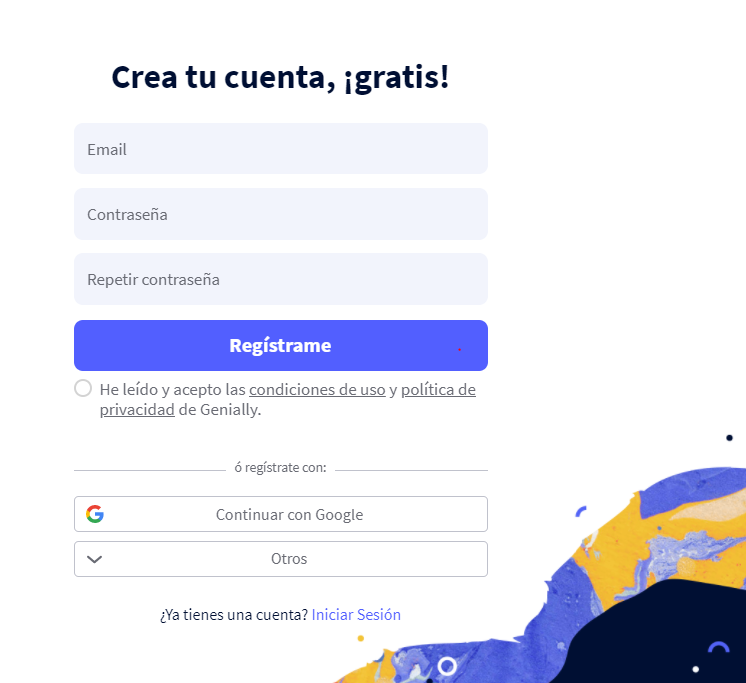 Crea tu cuenta, ¡gratis!
Email
Contraseña
Repetir contraseña
Regístrame
He leído y acepto las condiciones de uso y política de
privacidad de Genially.
ó regístrate con:
Continuar con Google
Otros
¿Ya tienes una cuenta? Iniciar Sesión